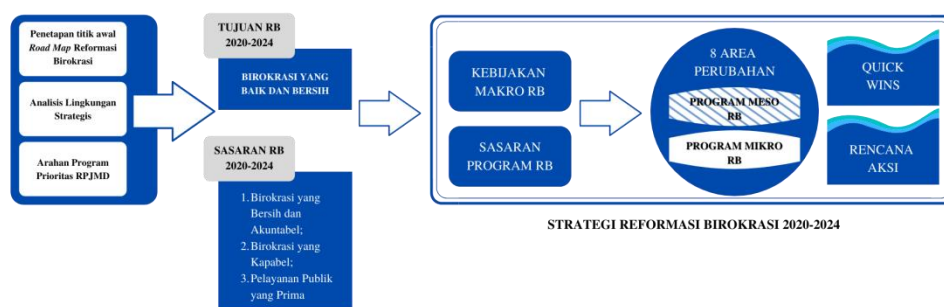 Penetapan titik awal
Road Map Reformasi
Birokrasi
Analisis Lingkungan
Strategis
Arahan Program
Prioritas RPJMD
TUJUAN RB
2020-2024
BIROKRASI YANG
BAIK DAN BERSIH
SASARAN RB
2020-2024
1.Birokrasi yang
Bersih dan
Akuntabel;
2.Birokrasi yang
Kapabel;
3.Pelayanan Publik
yang Prima
KEBIJAKAN
MAKRO RB
SASARAN
PROGRAM RB
8 AREA
PERUBAHAN
PROGRAM MESO
RB
PROGRAM MIKRO
RB
QUICK
WINS
RENCANA
AKSI
STRATEGI REFORMASI BIROKRASI 2020-2024